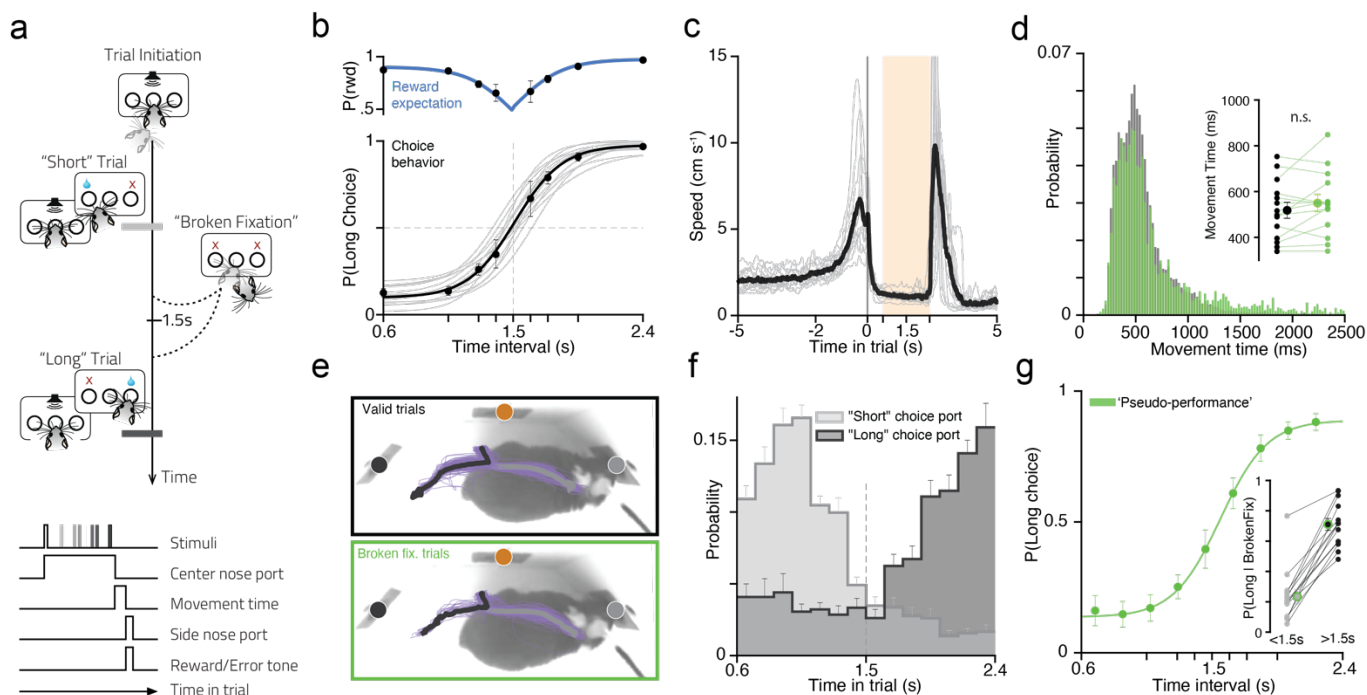 a
Trial Initiation
"Short" Trial
X
"Broken Fixation"
X X
1.5s
"Long" Trial
X
Time
Stimuli
Center nose port
Movement time
Side nose port
Reward/Error tone
Time in trial
b
1
P(rwd)
.5
Reward
expectation
1
Choice
behavior
P(Long Choice)
0
0.6 1.5 2.4
Time interval (s)
c
15
10
5
0
Speed (cm s⁻¹)
-5 -2 0 1.5 5
Time in trial (s)
d
0.07
Probability
0
0 500 1000 1500 2000 2500
Movement time (ms)
n.s.
1000
800
600
400
Movement Time (ms)
e
Valid trials
Broken fix. trials
f
"Short" choice port
"Long" choice port
0.15
Probability
0
0.6 1.5 2.4
Time in trial (s)
g
1
'Pseudo-performance'
0.5
P(Long choice)
0
0.6 1.5 2.4
Time interval (s)
1
P(Long | BrokenFix)
0
<1.5s >1.5s